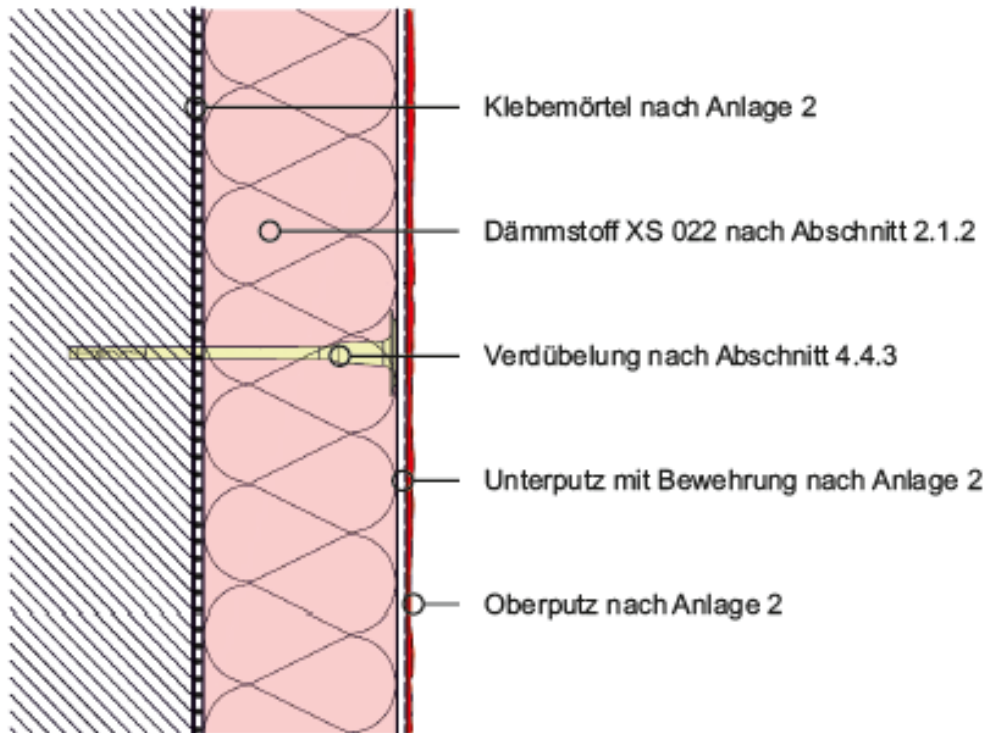 Klebemörtel nach Anlage 2
Dämmstoff XS 022 nach Abschnitt 2.1.2
Verdübelung nach Abschnitt 4.4.3
Unterputz mit Bewehrung nach Anlage 2
Oberputz nach Anlage 2